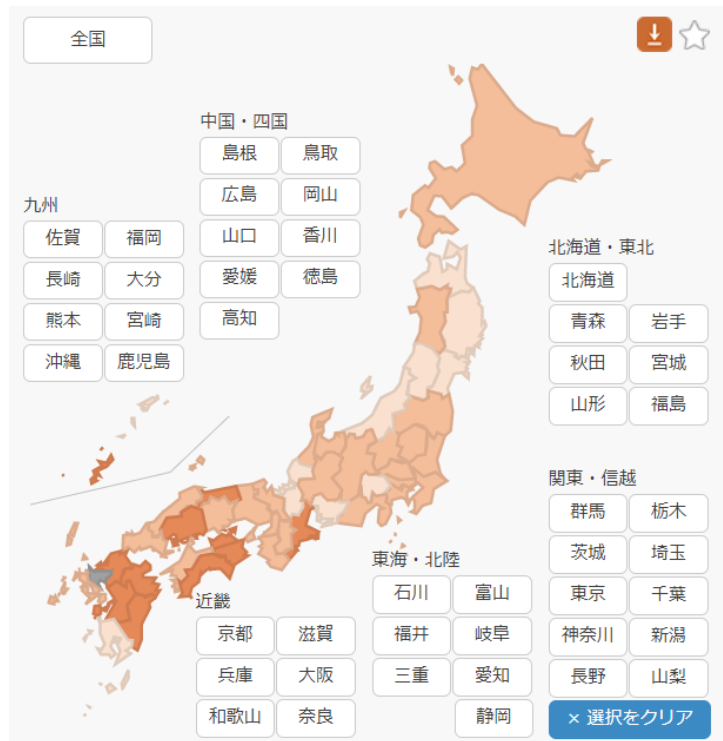 全国
中国・四国
島根 鳥取
広島 岡山
山口 香川
愛媛 徳島
高知
九州
佐賀 福岡
長崎 大分
熊本 宮崎
沖縄 鹿児島
北海道・東北
北海道
青森 岩手
秋田 宮城
山形 福島
関東・信越
群馬 栃木
茨城 埼玉
東京 千葉
神奈川 新潟
長野 山梨
× 選択をクリア
東海・北陸
石川 富山
福井 岐阜
三重 愛知
静岡
近畿
京都 滋賀
兵庫 大阪
和歌山 奈良